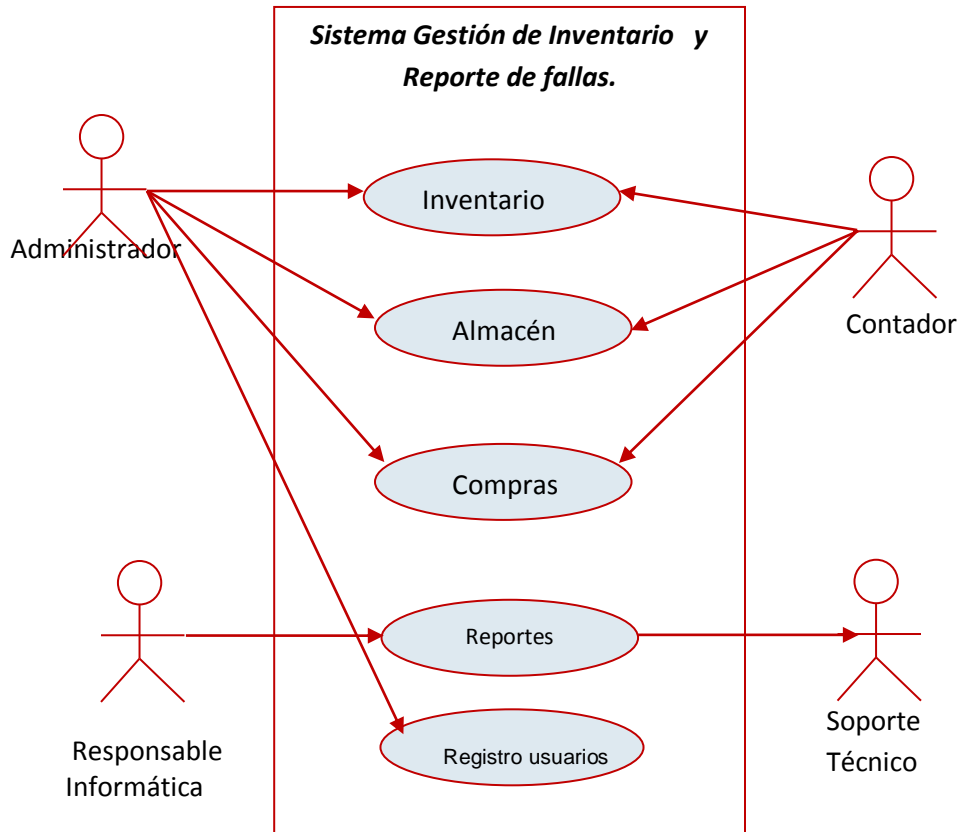 Sistema Gestión de Inventario y
Reporte de fallas.
Administrador
Inventario
Almacén
Contador
Compras
Reportes
Registro usuarios
Responsable
Informática
Soporte
Técnico